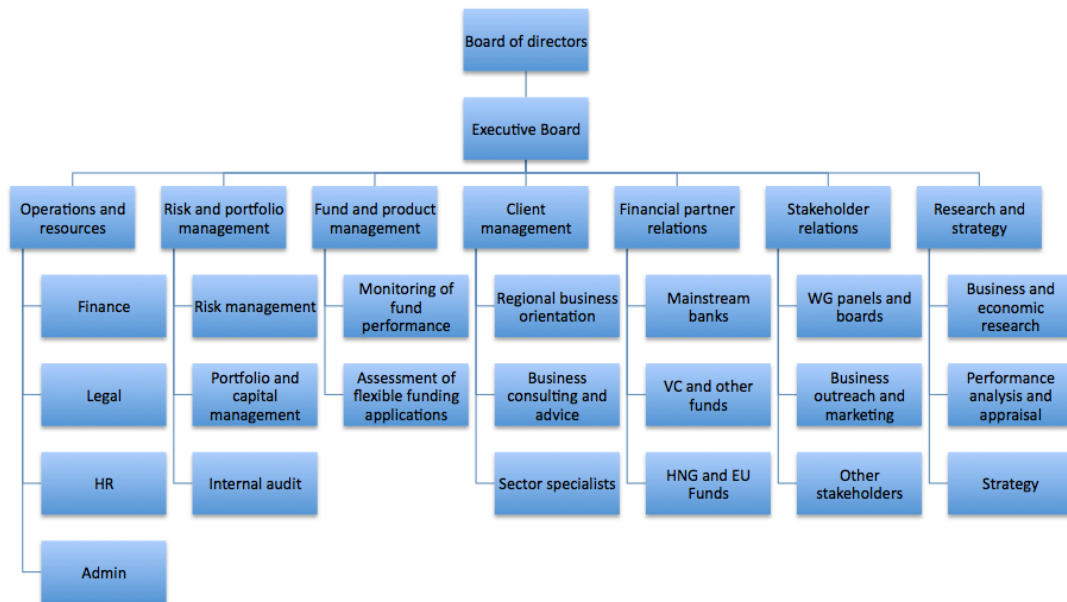 Board of directors
Executive Board
Operations and
resources
Risk and portfolio
management
Fund and product
management
Client
management
Financial partner
relations
Stakeholder
relations
Research and
strategy
Finance
Legal
HR
Admin
Risk management
Portfolio and
capital
management
Internal audit
Monitoring of
fund
performance
Assessment of
flexible funding
applications
Regional business
orientation
Business
consulting and
advice
Sector specialists
Mainstream
banks
VC and other
funds
HNG and EU
Funds
WG panels and
boards
Business
outreach and
marketing
Other
stakeholders
Business and
economic
research
Performance
analysis and
appraisal
Strategy